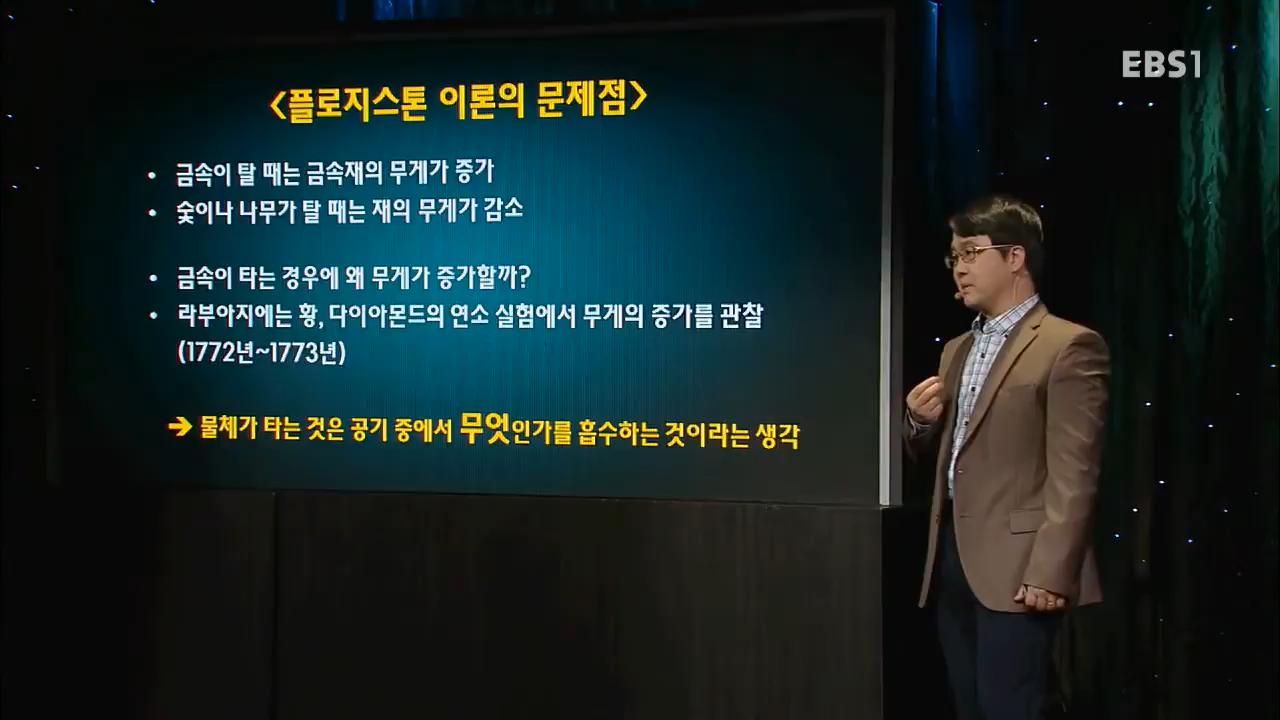 EBS1
<플로지스톤 이론의 문제점>
• 금속이 탈 때는 금속재의 무게가 증가
• 숯이나 나무가 탈 때는 재의 무게가 감소
• 금속이 타는 경우에 왜 무게가 증가할까?
• 라부아지에는 황, 다이아몬드의 연소 실험에서 무게의 증가를 관찰
(1772년~1773년)
➔ 물체가 타는 것은 공기 중에서 무엇인가를 흡수하는 것이라는 생각